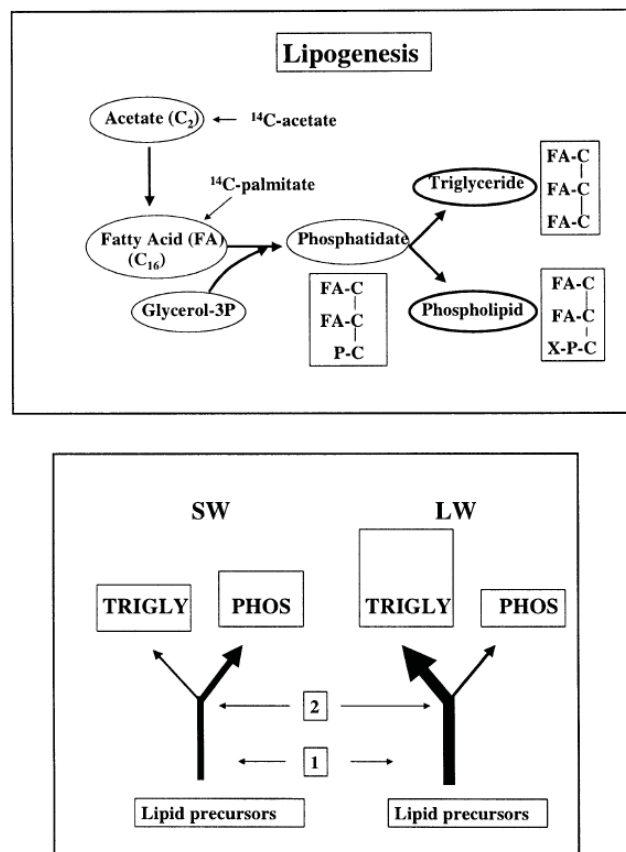 Lipogenesis
Acetate (C₂)
¹⁴C-acetate
¹⁴C-palmitate
Fatty Acid (FA)
(C₁₆)
Glycerol-3P
Phosphatidate
FA-C
FA-C
P-C
Triglyceride
FA-C
FA-C
FA-C
Phospholipid
FA-C
FA-C
X-P-C
SW
LW
TRIGLY
PHOS
TRIGLY
PHOS
2
1
Lipid precursors
Lipid precursors